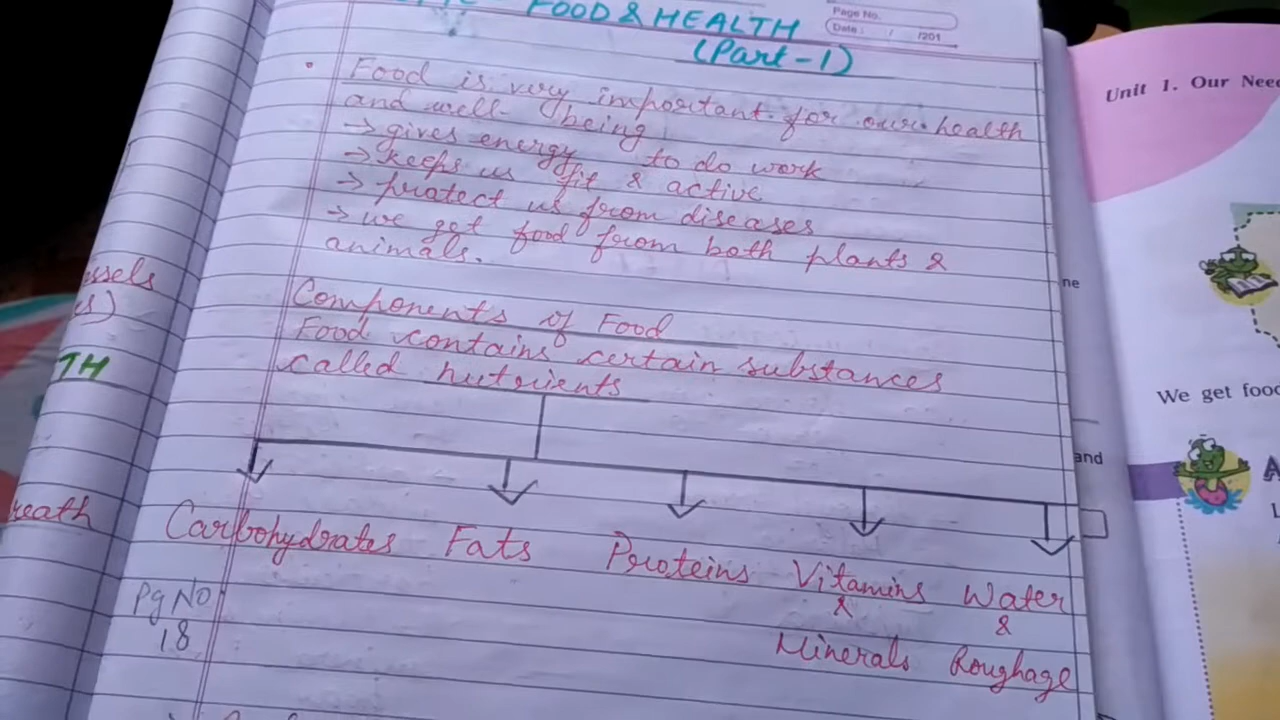 FOOD & HEALTH
(Part-1)
Page No.
Date: / /201
• Food is very important for our health
and well-being
→ gives energy to do work
→ keeps us fit & active
→ protect us from diseases
→ we get food from both plants &
animals.
Components of Food
Food contains certain substances
called nutrients
Carbohydrates Fats Proteins Vitamins Water
& &
Minerals Roughage
Pg No
18
TH
Unit 1. Our
ne
and
We get food